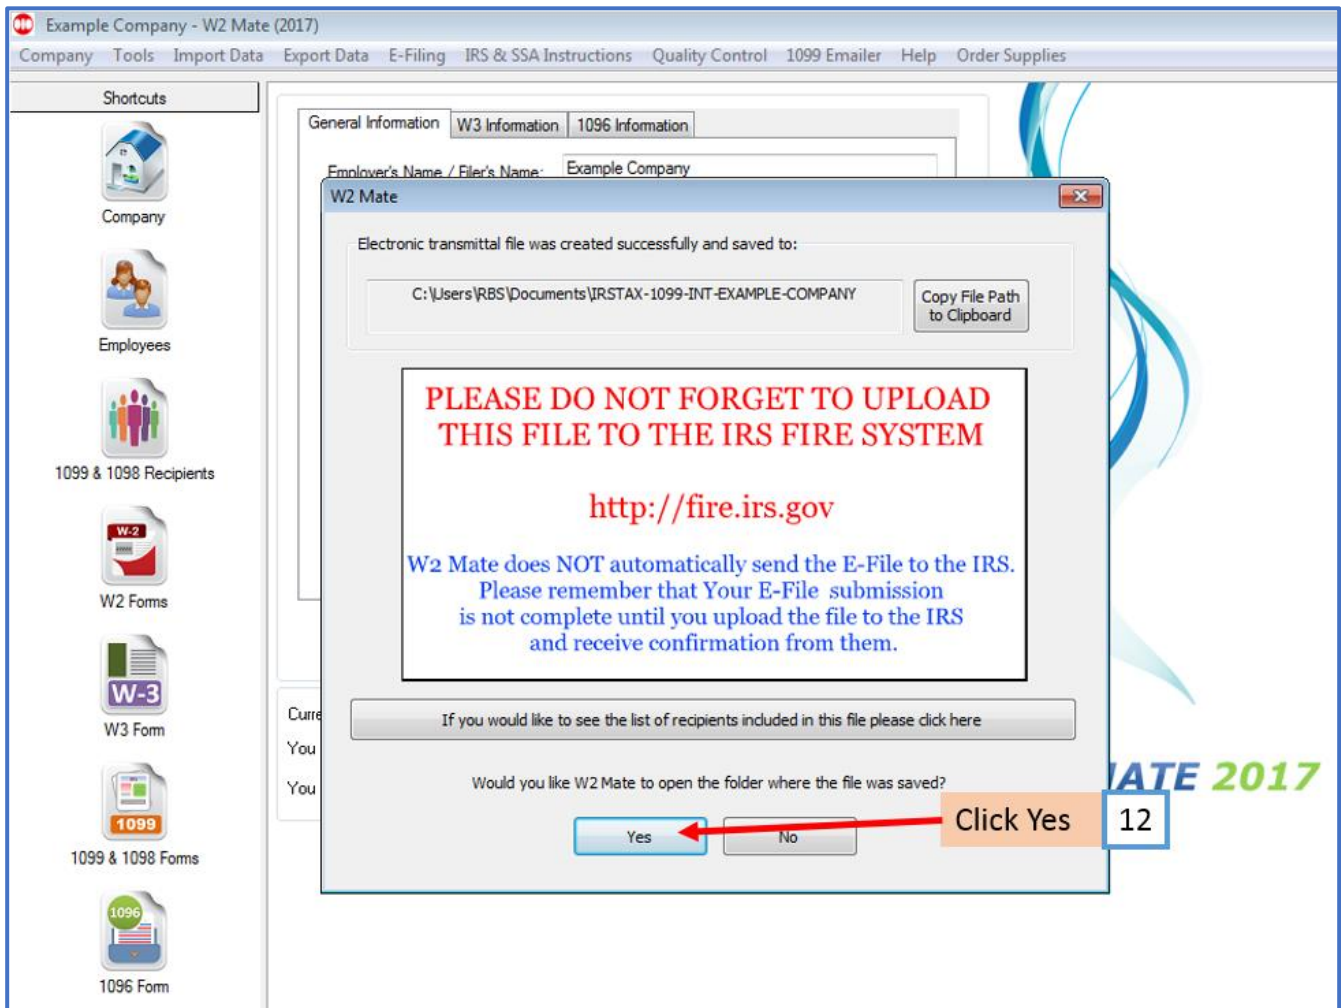 Example Company - W2 Mate (2017)
Company Tools Import Data Export Data E-Filing IRS & SSA Instructions Quality Control 1099 Emailer Help Order Supplies
Shortcuts
Company
Employees
1099 & 1098 Recipients
W-2
W2 Forms
W-3
W3 Form
1099
1099 & 1098 Forms
1096
1096 Form
General Information W3 Information 1096 Information
Employer's Name / Filer's Name: Example Company
W2 Mate
Electronic transmittal file was created successfully and saved to:
C:\Users\RBS\Documents\IRSTAX-1099-INT-EXAMPLE-COMPANY
Copy File Path
to Clipboard
PLEASE DO NOT FORGET TO UPLOAD
THIS FILE TO THE IRS FIRE SYSTEM
http://fire.irs.gov
W2 Mate does NOT automatically send the E-File to the IRS.
Please remember that Your E-File submission
is not complete until you upload the file to the IRS
and receive confirmation from them.
If you would like to see the list of recipients included in this file please click here
Would you like W2 Mate to open the folder where the file was saved?
Yes No
Click Yes 12
Curre
You
You
MATE 2017